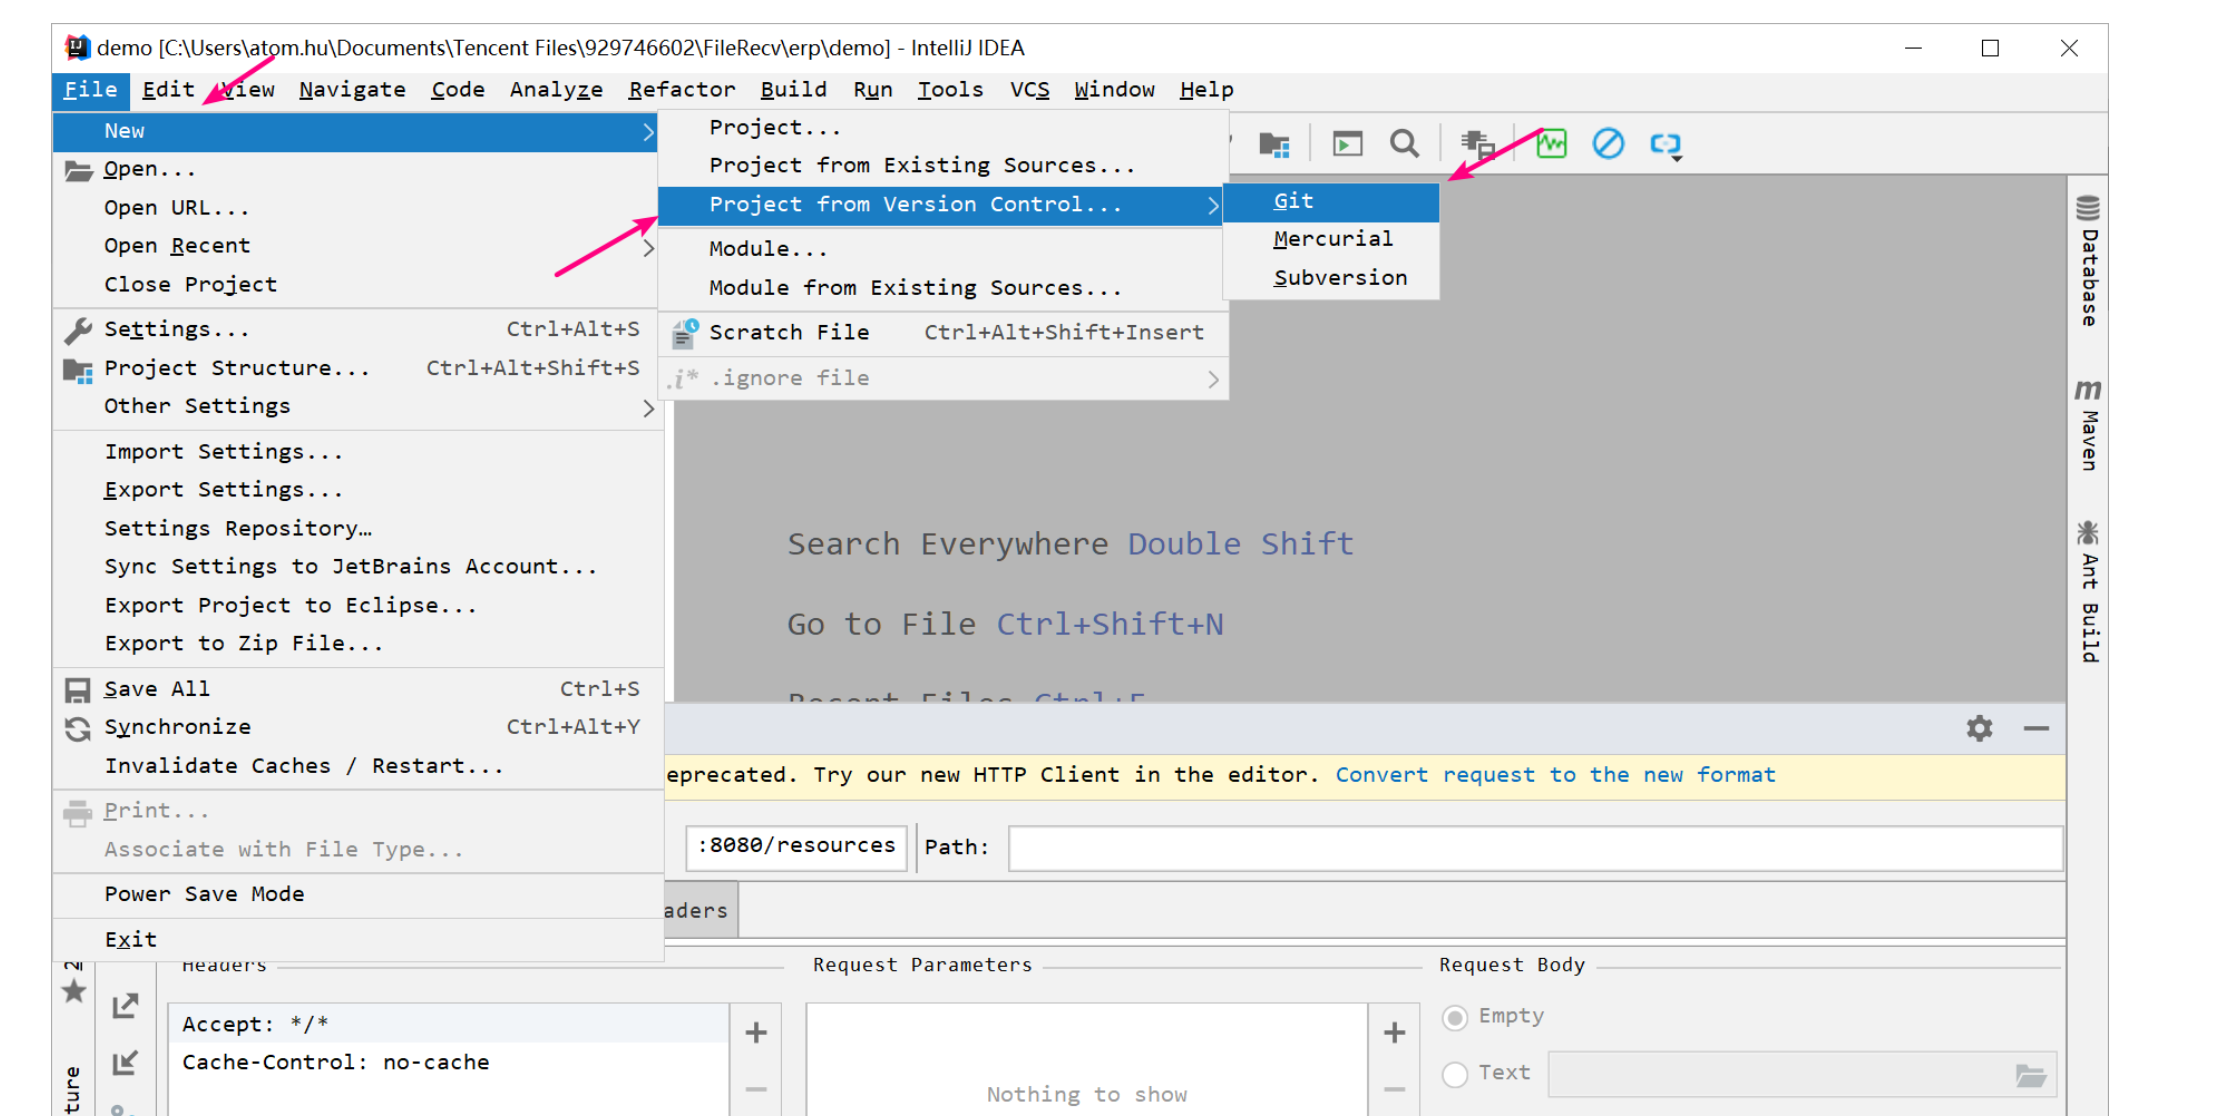 demo [C:\Users\atom.hu\Documents\Tencent Files\929746602\FileRecv\erp\demo] - IntelliJ IDEA
File Edit View Navigate Code Analyze Refactor Build Run Tools VCS Window Help
New
Open...
Open URL...
Open Recent
Close Project
Settings... Ctrl+Alt+S
Project Structure... Ctrl+Alt+Shift+S
Other Settings
Import Settings...
Export Settings...
Settings Repository…
Sync Settings to JetBrains Account...
Export Project to Eclipse...
Export to Zip File...
Save All Ctrl+S
Synchronize Ctrl+Alt+Y
Invalidate Caches / Restart...
Print...
Associate with File Type...
Power Save Mode
Exit
Project...
Project from Existing Sources...
Project from Version Control...
Module...
Module from Existing Sources...
Scratch File Ctrl+Alt+Shift+Insert
.i* .ignore file
Git
Mercurial
Subversion
Search Everywhere Double Shift
Go to File Ctrl+Shift+N
Recent Files
Database
m Maven
Ant Build
eprecated. Try our new HTTP Client in the editor. Convert request to the new format
:8080/resources Path:
aders
Headers Request Parameters Request Body
Accept: */*
Cache-Control: no-cache
Nothing to show
Empty
Text
2
ture